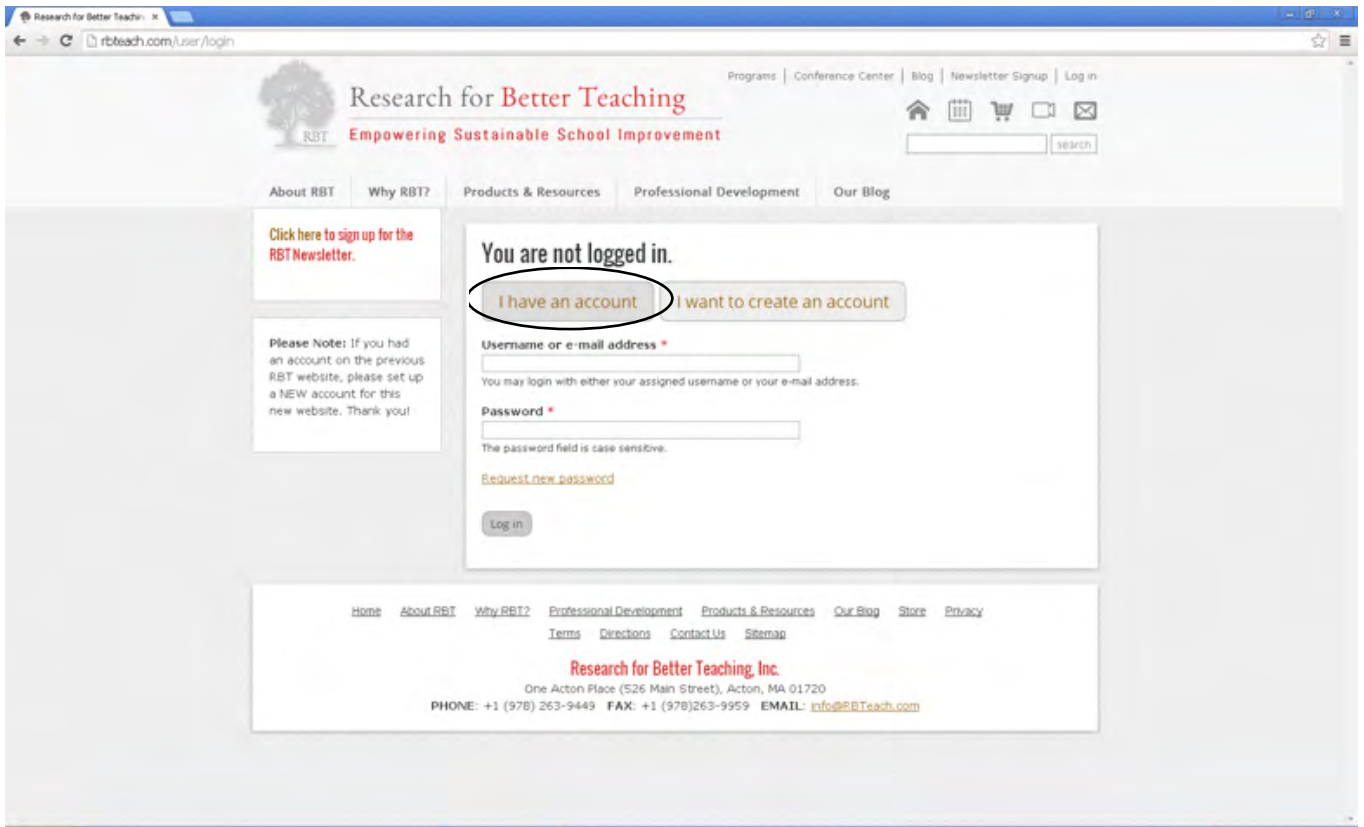 Research for Better Teachin
rbteach.com/user/login
Programs | Conference Center | Blog | Newsletter Signup | Log in
RBT
Research for Better Teaching
Empowering Sustainable School Improvement
search
About RBT Why RBT? Products & Resources Professional Development Our Blog
Click here to sign up for the
RBT Newsletter.
Please Note: If you had
an account on the previous
RBT website, please set up
a NEW account for this
new website. Thank you!
You are not logged in.
I have an account I want to create an account
Username or e-mail address *
You may login with either your assigned username or your e-mail address.
Password *
The password field is case sensitive.
Request new password
Log in
Home About RBT Why RBT? Professional Development Products & Resources Our Blog Store Privacy
Terms Directions Contact Us Sitemap
Research for Better Teaching, Inc.
One Acton Place (526 Main Street), Acton, MA 01720
PHONE: +1 (978) 263-9449 FAX: +1 (978)263-9959 EMAIL: info@RBTeach.com